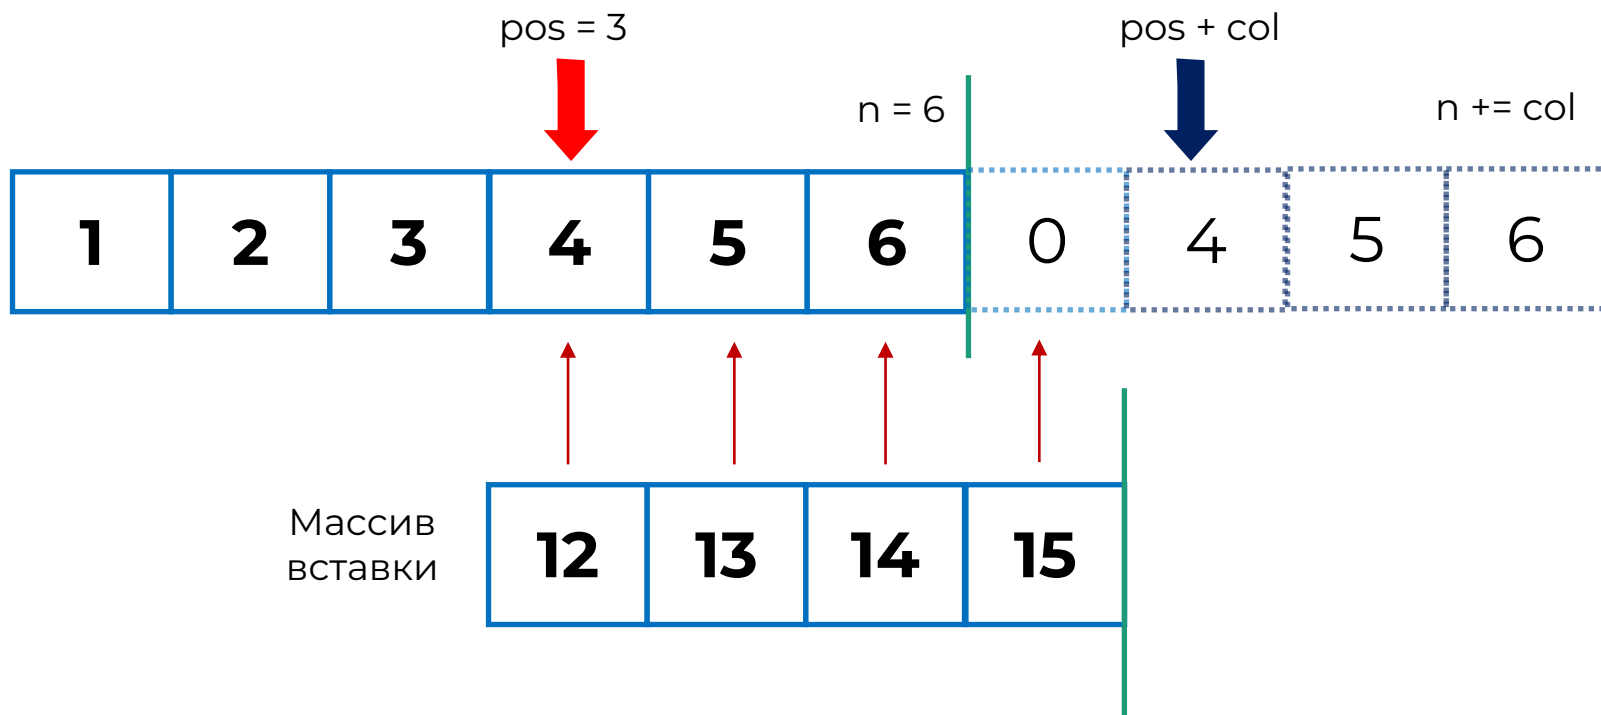 pos = 3
pos + col
n = 6
n += col
1 2 3 4 5 6 0 4 5 6
Массив
вставки
12 13 14 15